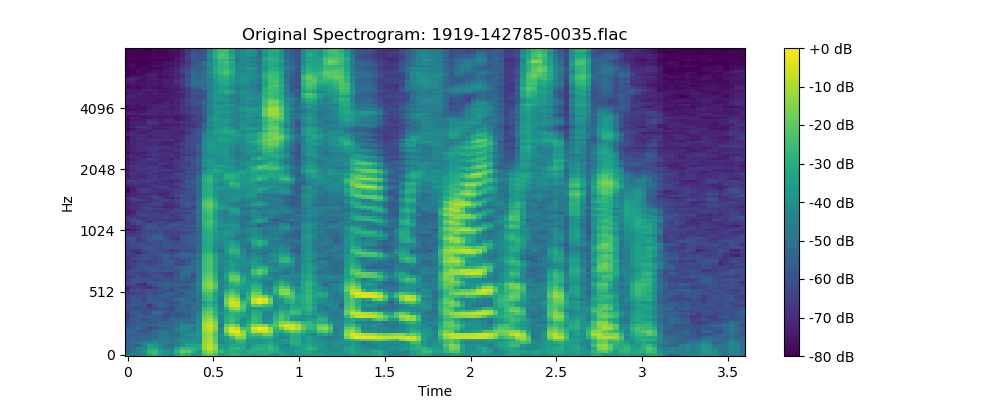 Original Spectrogram: 1919-142785-0035.flac
Hz
4096
2048
1024
512
0
0
0.5
1
1.5
2
2.5
3
3.5
Time
+0 dB
-10 dB
-20 dB
-30 dB
-40 dB
-50 dB
-60 dB
-70 dB
-80 dB